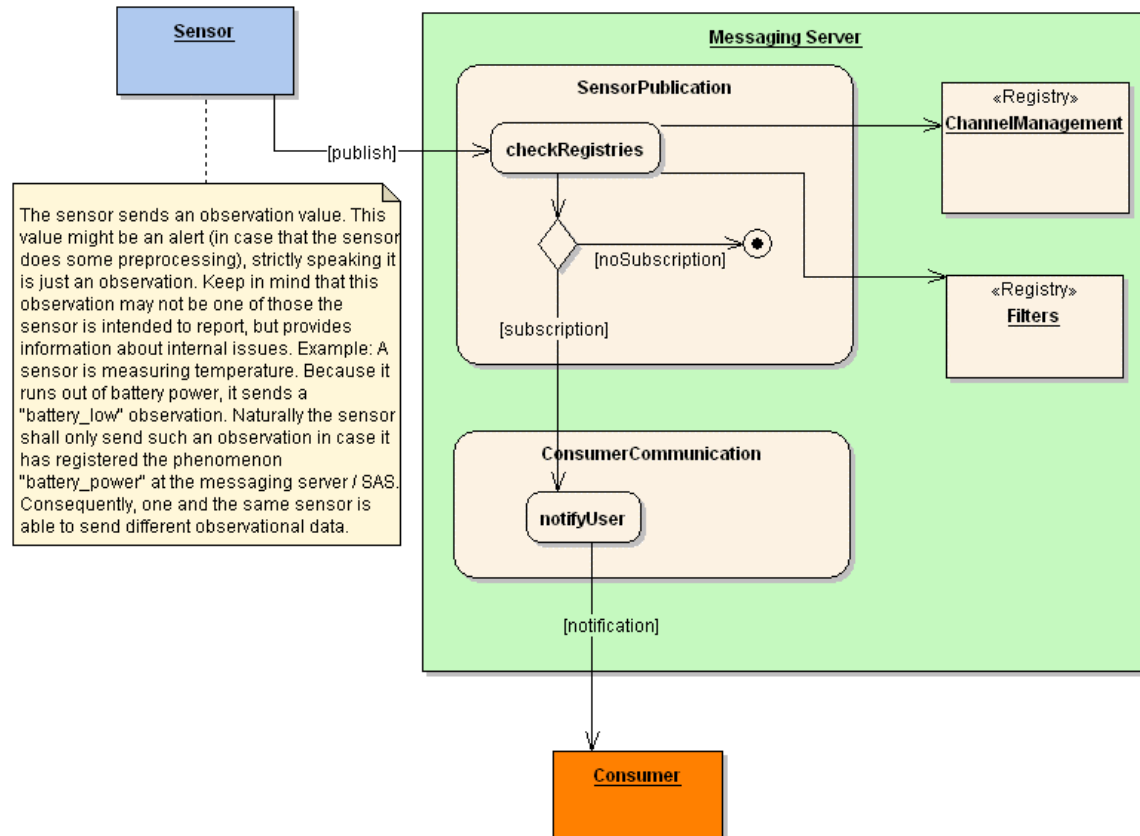 Sensor
Messaging Server
SensorPublication
«Registry»
ChannelManagement
checkRegistries
[publish]
The sensor sends an observation value. This
value might be an alert (in case that the sensor
does some preprocessing), strictly speaking it
is just an observation. Keep in mind that this
observation may not be one of those the
sensor is intended to report, but provides
information about internal issues. Example: A
sensor is measuring temperature. Because it
runs out of battery power, it sends a
"battery_low" observation. Naturally the sensor
shall only send such an observation in case it
has registered the phenomenon
"battery_power" at the messaging server / SAS.
Consequently, one and the same sensor is
able to send different observational data.
[noSubscription]
«Registry»
Filters
[subscription]
ConsumerCommunication
notifyUser
[notification]
Consumer